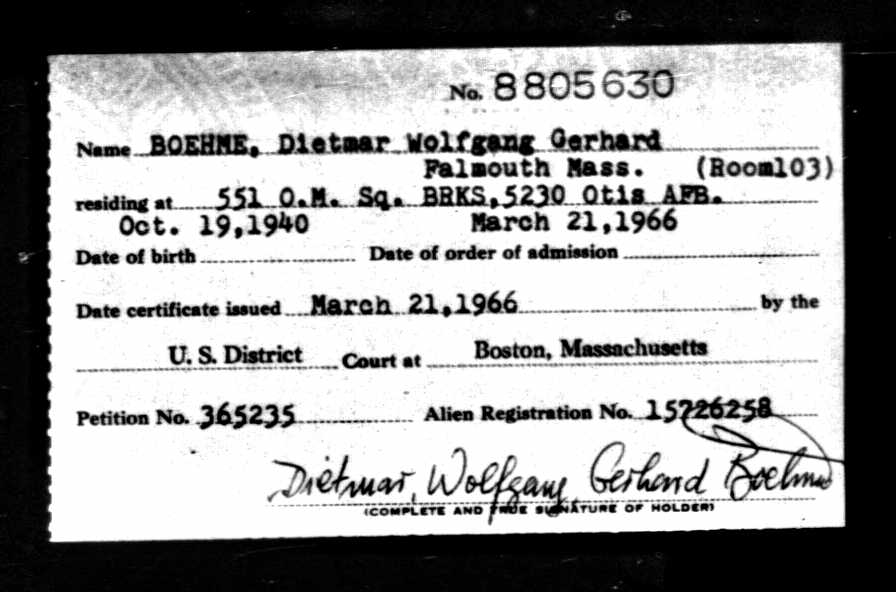 No. 8805630
Name BOEHME, Dietmar Wolfgang Gerhard
Falmouth Mass. (Room103)
residing at 551 O.M. Sq. BRKS,5230 Otis AFB.
Oct. 19,1940 March 21,1966
Date of birth Date of order of admission
Date certificate issued March 21,1966 by the
U. S. District Court at Boston, Massachusetts
Petition No. 365235 Alien Registration No. 15726258
Dietmar, Wolfgang Gerhard Boehme
(COMPLETE AND TRUE SIGNATURE OF HOLDER)